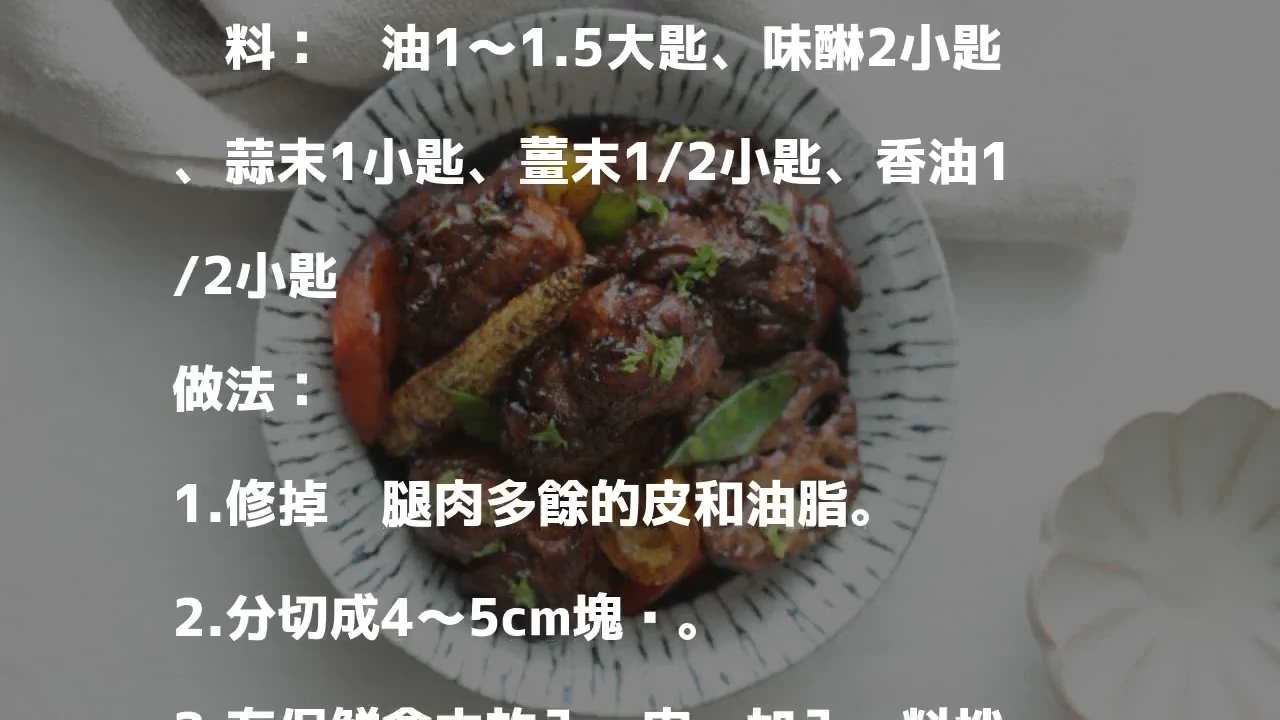 料： 油1～1.5大匙、味醂2小匙
、蒜末1小匙、薑末1/2小匙、香油1
/2小匙
做法：
1.修掉 腿肉多餘的皮和油脂。
2.分切成4～5cm塊·。